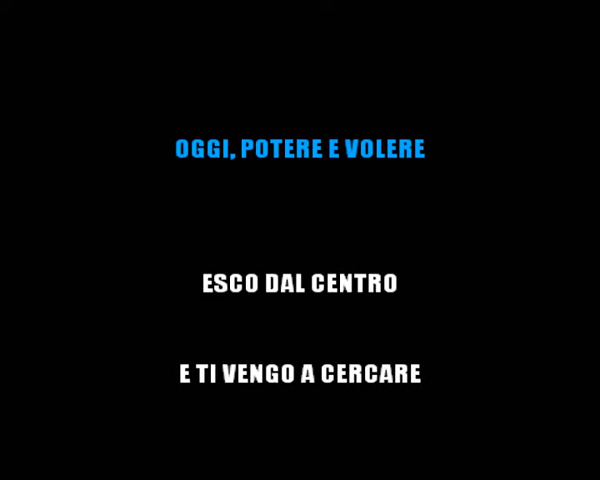 OGGI, POTERE E VOLERE
ESCO DAL CENTRO
E TI VENGO A CERCARE